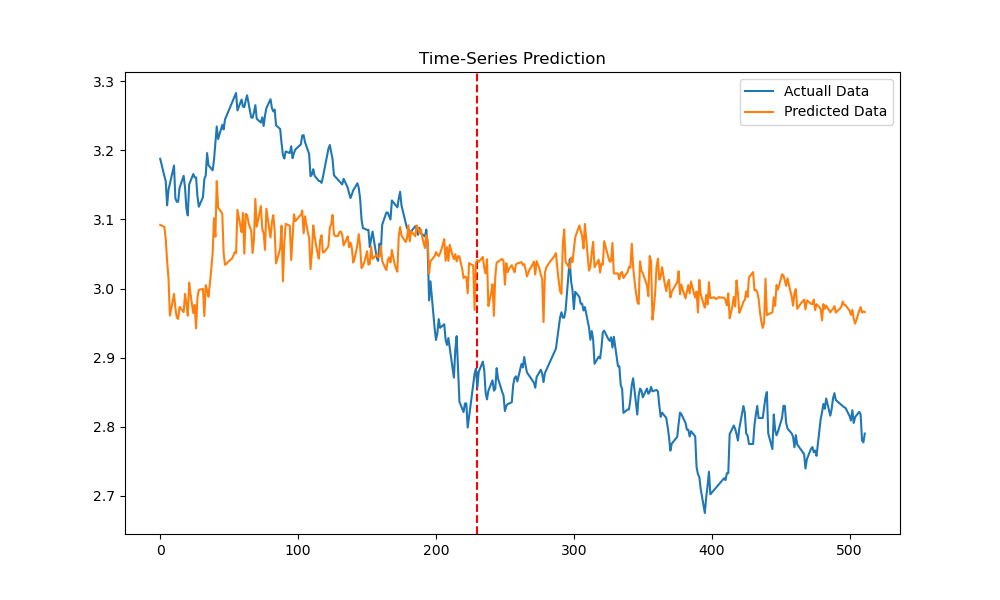 Time-Series Prediction
Actuall Data
Predicted Data
3.3
3.2
3.1
3.0
2.9
2.8
2.7
0 100 200 300 400 500